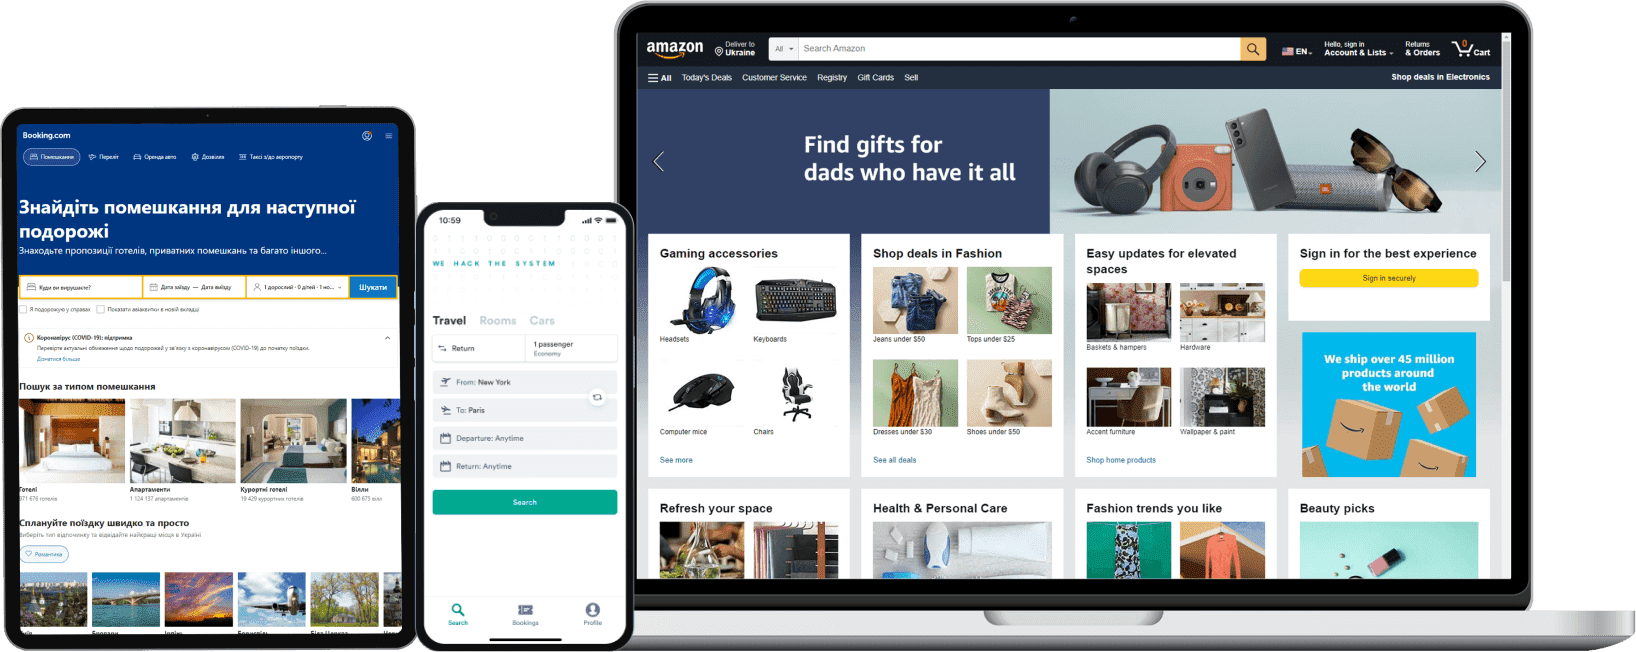 Booking.com
Помешкання
Переліт
Оренда авто
Дозвілля
Таксі з/до аеропорту
Знайдіть помешкання для наступної
подорожі
Знаходьте пропозиції готелів, приватних помешкань та багато іншого...
Куди ви вирушаєте?
Дата заїзду — Дата виїзду
1 дорослий · 0 дітей · 1 но...
Шукати
Я подорожую у справах
Показати авіаквитки в новій вкладці
Коронавірус (COVID-19): підтримка
Перевірте актуальні обмеження щодо подорожей у зв'язку з коронавірусом (COVID-19) до початку поїздки.
Дізнатися більше
Пошук за типом помешкання
Готелі
Апартаменти
Курортні готелі
Вілли
971 676 готелів
1 124 137 апартаментів
19 429 курортних готелів
600 675 вілл
Сплануйте поїздку швидко та просто
Виберіть тип відпочинку та відвідайте найкращі місця в Україні
Романтика
10:59
WE HACK THE SYSTEM
Travel
Rooms
Cars
Return
1 passenger
Economy
From: New York
To: Paris
Departure: Anytime
Return: Anytime
Search
Search
Bookings
Profile
amazon
Deliver to
Ukraine
All
Search Amazon
EN
Hello, sign in
Account & Lists
Returns
& Orders
0
Cart
All
Today's Deals
Customer Service
Registry
Gift Cards
Sell
Shop deals in Electronics
Find gifts for
dads who have it all
JBL
Gaming accessories
Headsets
Keyboards
Computer mice
Chairs
See more
Shop deals in Fashion
Jeans under $50
Tops under $25
Dresses under $30
Shoes under $50
See all deals
Easy updates for elevated
spaces
Baskets & hampers
Hardware
Accent furniture
Wallpaper & paint
Shop home products
Sign in for the best experience
Sign in securely
We ship over 45 million
products around
the world
Refresh your space
Health & Personal Care
Fashion trends you like
Beauty picks